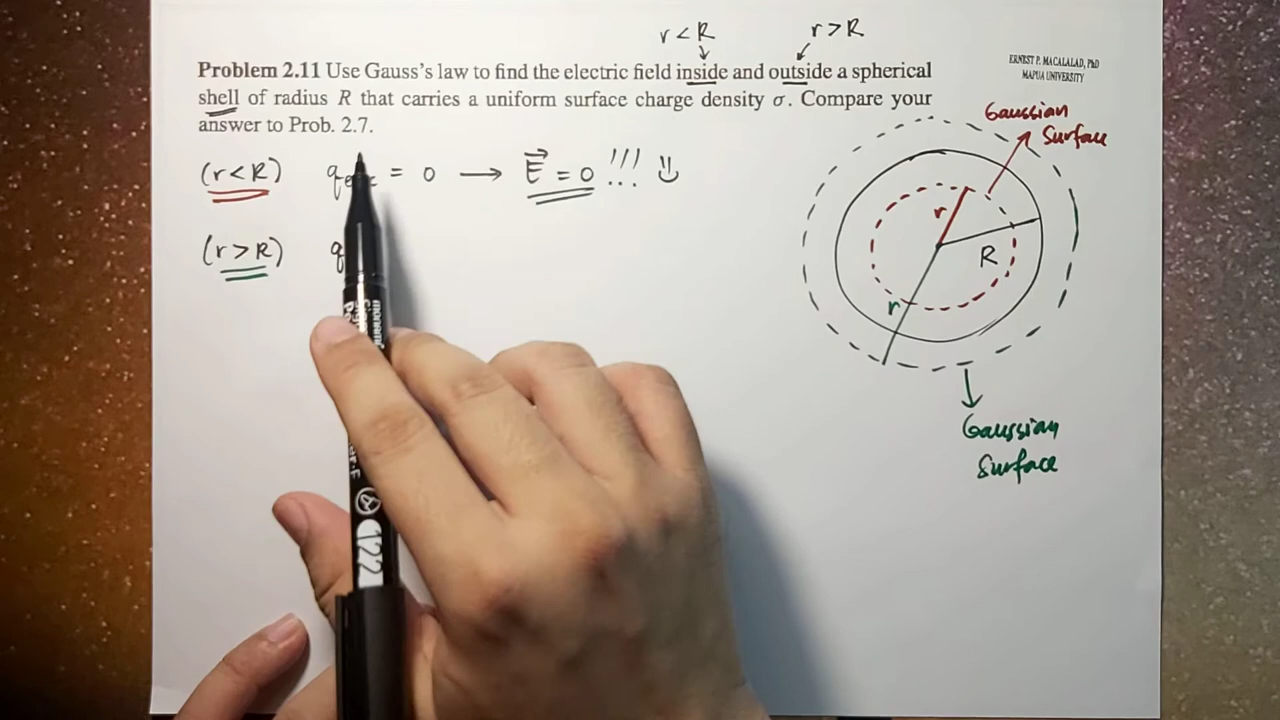 r < R
r > R
Problem 2.11 Use Gauss's law to find the electric field inside and outside a spherical
shell of radius R that carries a uniform surface charge density σ. Compare your
answer to Prob. 2.7.
ERNEST P. MACALALAD, PhD
MAPUA UNIVERSITY
(r < R) = 0 → E⃗ = 0 !!!
(r > R) q
Gaussian
Surface
r
R
r
Gaussian
Surface
122